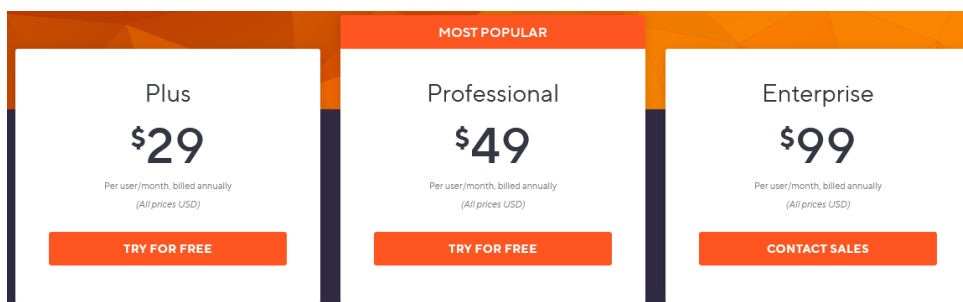 MOST POPULAR
Plus
$29
Per user/month, billed annually
(All prices USD)
TRY FOR FREE
Professional
$49
Per user/month, billed annually
(All prices USD)
TRY FOR FREE
Enterprise
$99
Per user/month, billed annually
(All prices USD)
CONTACT SALES